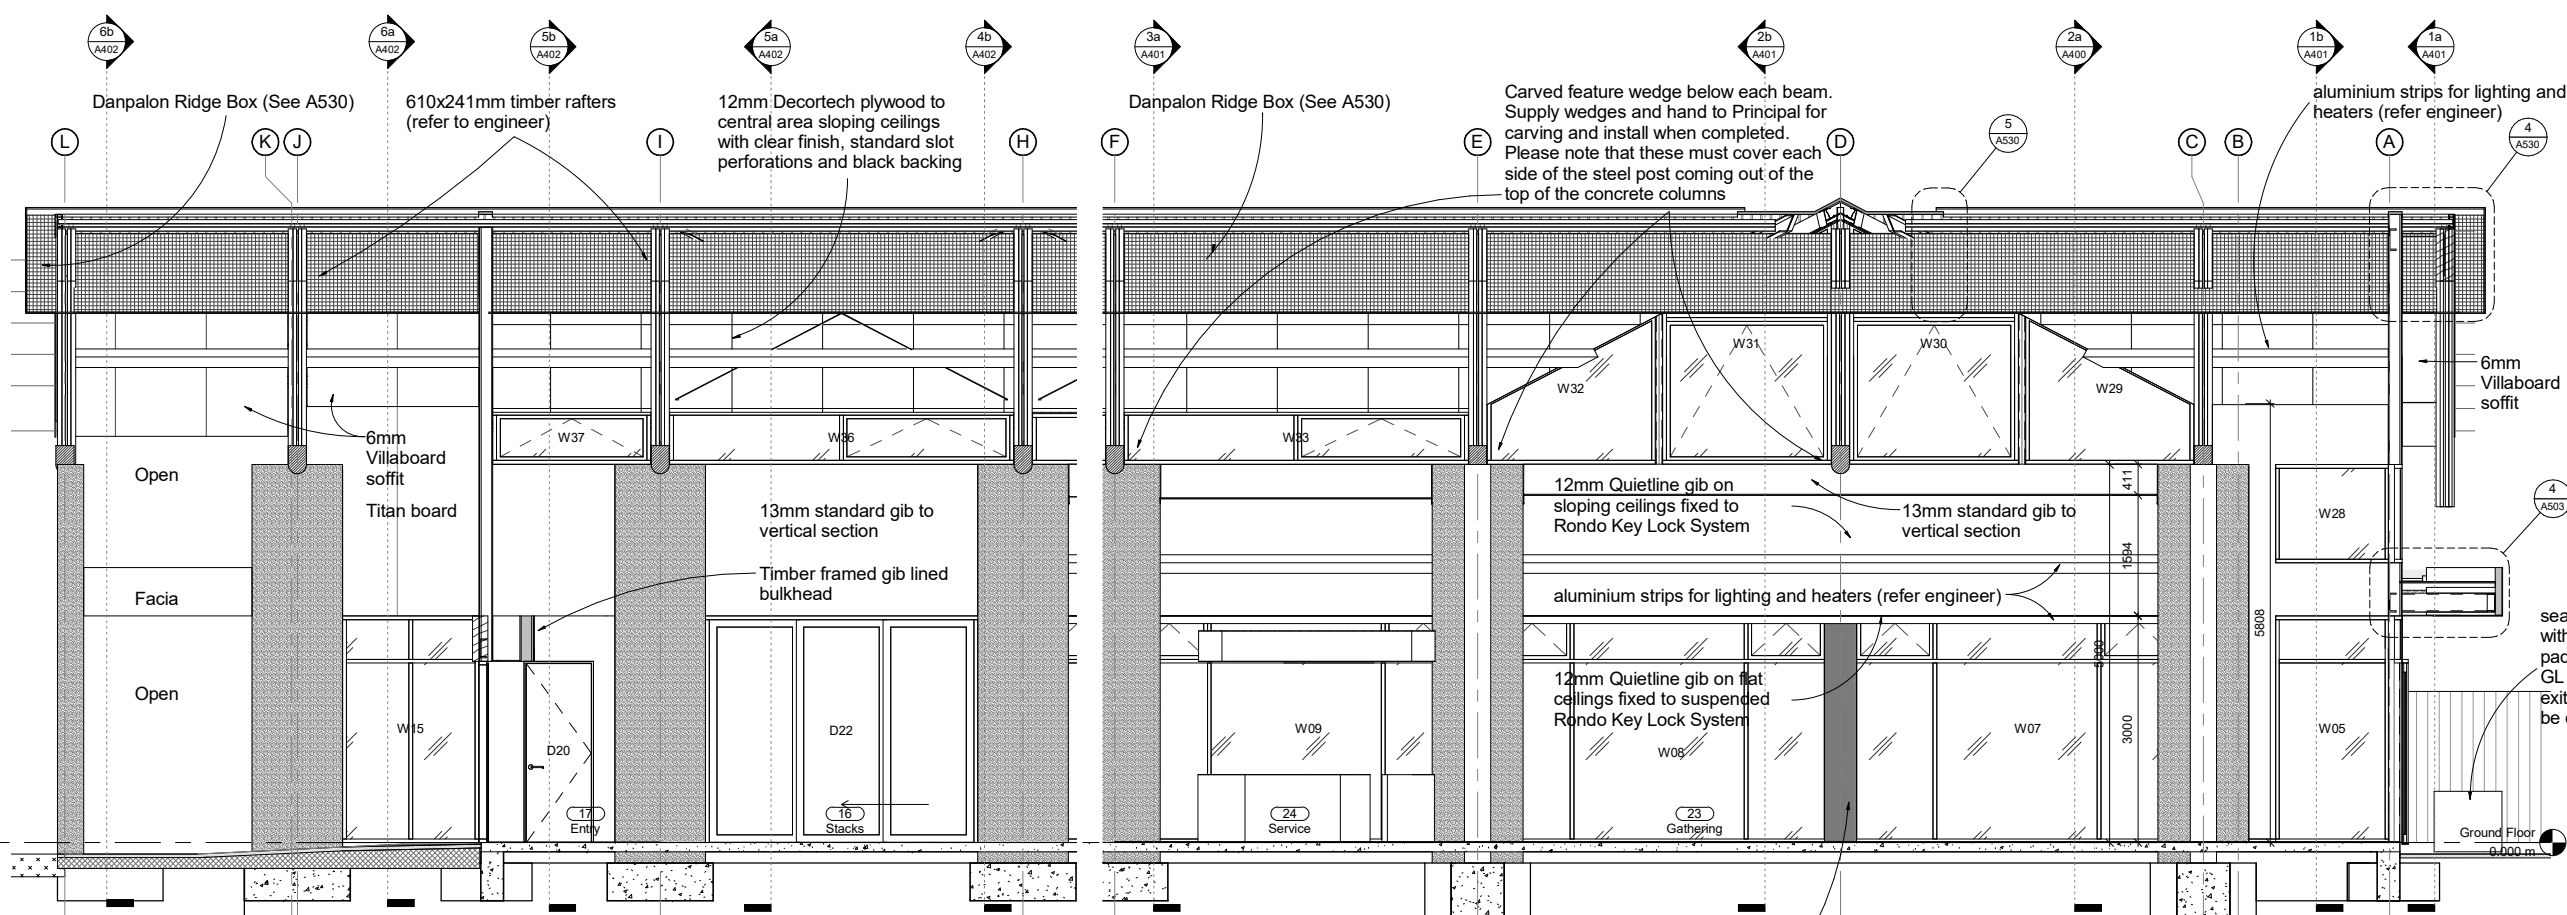 6b
A402
6a
A402
5b
A402
5a
A402
4b
A402
3a
A401
2b
A401
2a
A400
1b
A401
1a
A401
Danpalon Ridge Box (See A530)
610x241mm timber rafters
(refer to engineer)
12mm Decortech plywood to
central area sloping ceilings
with clear finish, standard slot
perforations and black backing
Danpalon Ridge Box (See A530)
Carved feature wedge below each beam.
Supply wedges and hand to Principal for
carving and install when completed.
Please note that these must cover each
side of the steel post coming out of the
top of the concrete columns
aluminium strips for lighting and
heaters (refer engineer)
5
A530
4
A530
L
K
J
I
H
F
E
D
C
B
A
W31
W30
W32
W29
6mm
Villaboard
soffit
W37
W36
W33
6mm
Villaboard
soffit
Titan board
Open
13mm standard gib to
vertical section
12mm Quietline gib on
sloping ceilings fixed to
Rondo Key Lock System
13mm standard gib to
vertical section
411
W28
4
A503
Timber framed gib lined
bulkhead
1594
Facia
aluminium strips for lighting and heaters (refer engineer)
5808
sea
with
pad
GL
exit
be
Open
12mm Quietline gib on flat
ceilings fixed to suspended
Rondo Key Lock System
W15
D20
D22
W09
W08
W07
3000
W05
17
Entry
16
Stacks
24
Service
23
Gathering
Ground Floor
0.000 m